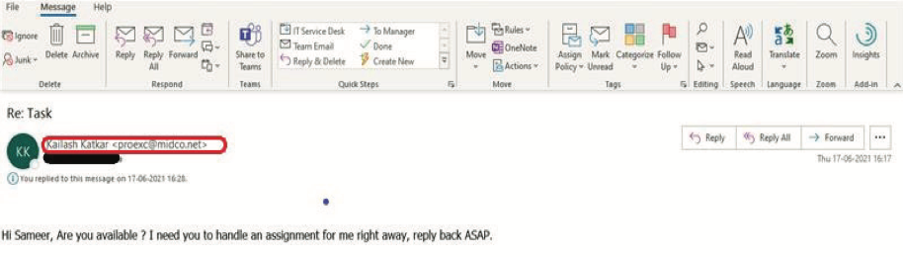 File Message Help
Ignore
Junk
Delete Archive
Reply Reply All Forward
Share to Teams
IT Service Desk
To Manager
Team Email
Done
Reply & Delete
Create New
Move
Rules
OneNote
Actions
Assign Policy
Mark Unread
Categorize
Follow Up
Read Aloud
Translate
Zoom
Insights
Delete Respond Teams Quick Steps Move Tags Editing Speech Language Zoom Add-in
Re: Task
KK
Kailash Katkar <proexc@midco.net>
Reply Reply All Forward
Thu 17-06-2021 16:17
You replied to this message on 17-06-2021 16:28.
Hi Sameer, Are you available ? I need you to handle an assignment for me right away, reply back ASAP.